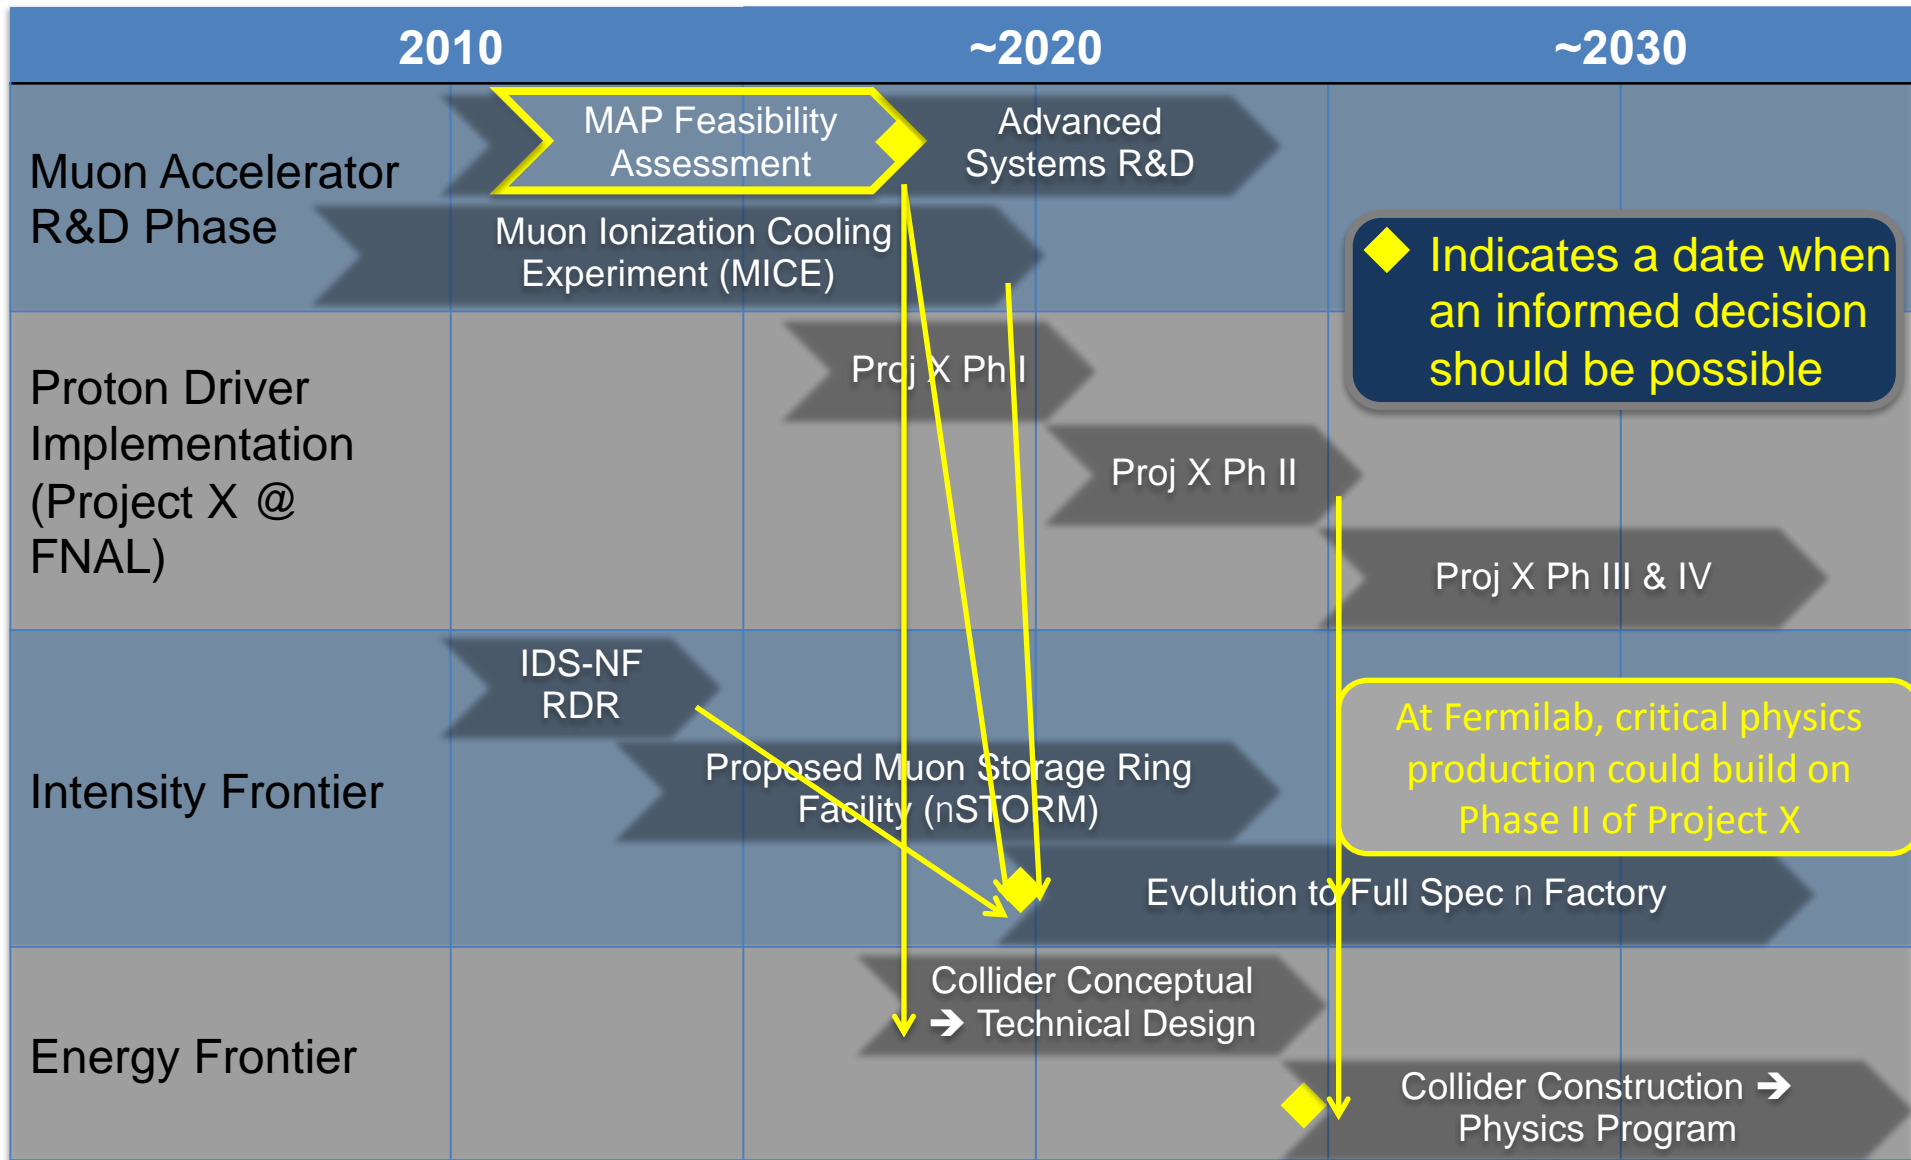 2010 ~2020 ~2030
Muon Accelerator
R&D Phase
MAP Feasibility
Assessment
Advanced
Systems R&D
Muon Ionization Cooling
Experiment (MICE)
Indicates a date when
an informed decision
should be possible
Proton Driver
Implementation
(Project X @
FNAL)
Proj X Ph I
Proj X Ph II
Proj X Ph III & IV
Intensity Frontier
IDS-NF
RDR
Proposed Muon Storage Ring
Facility (nSTORM)
Evolution to Full Spec n Factory
At Fermilab, critical physics
production could build on
Phase II of Project X
Energy Frontier
Collider Conceptual
➔ Technical Design
Collider Construction ➔
Physics Program